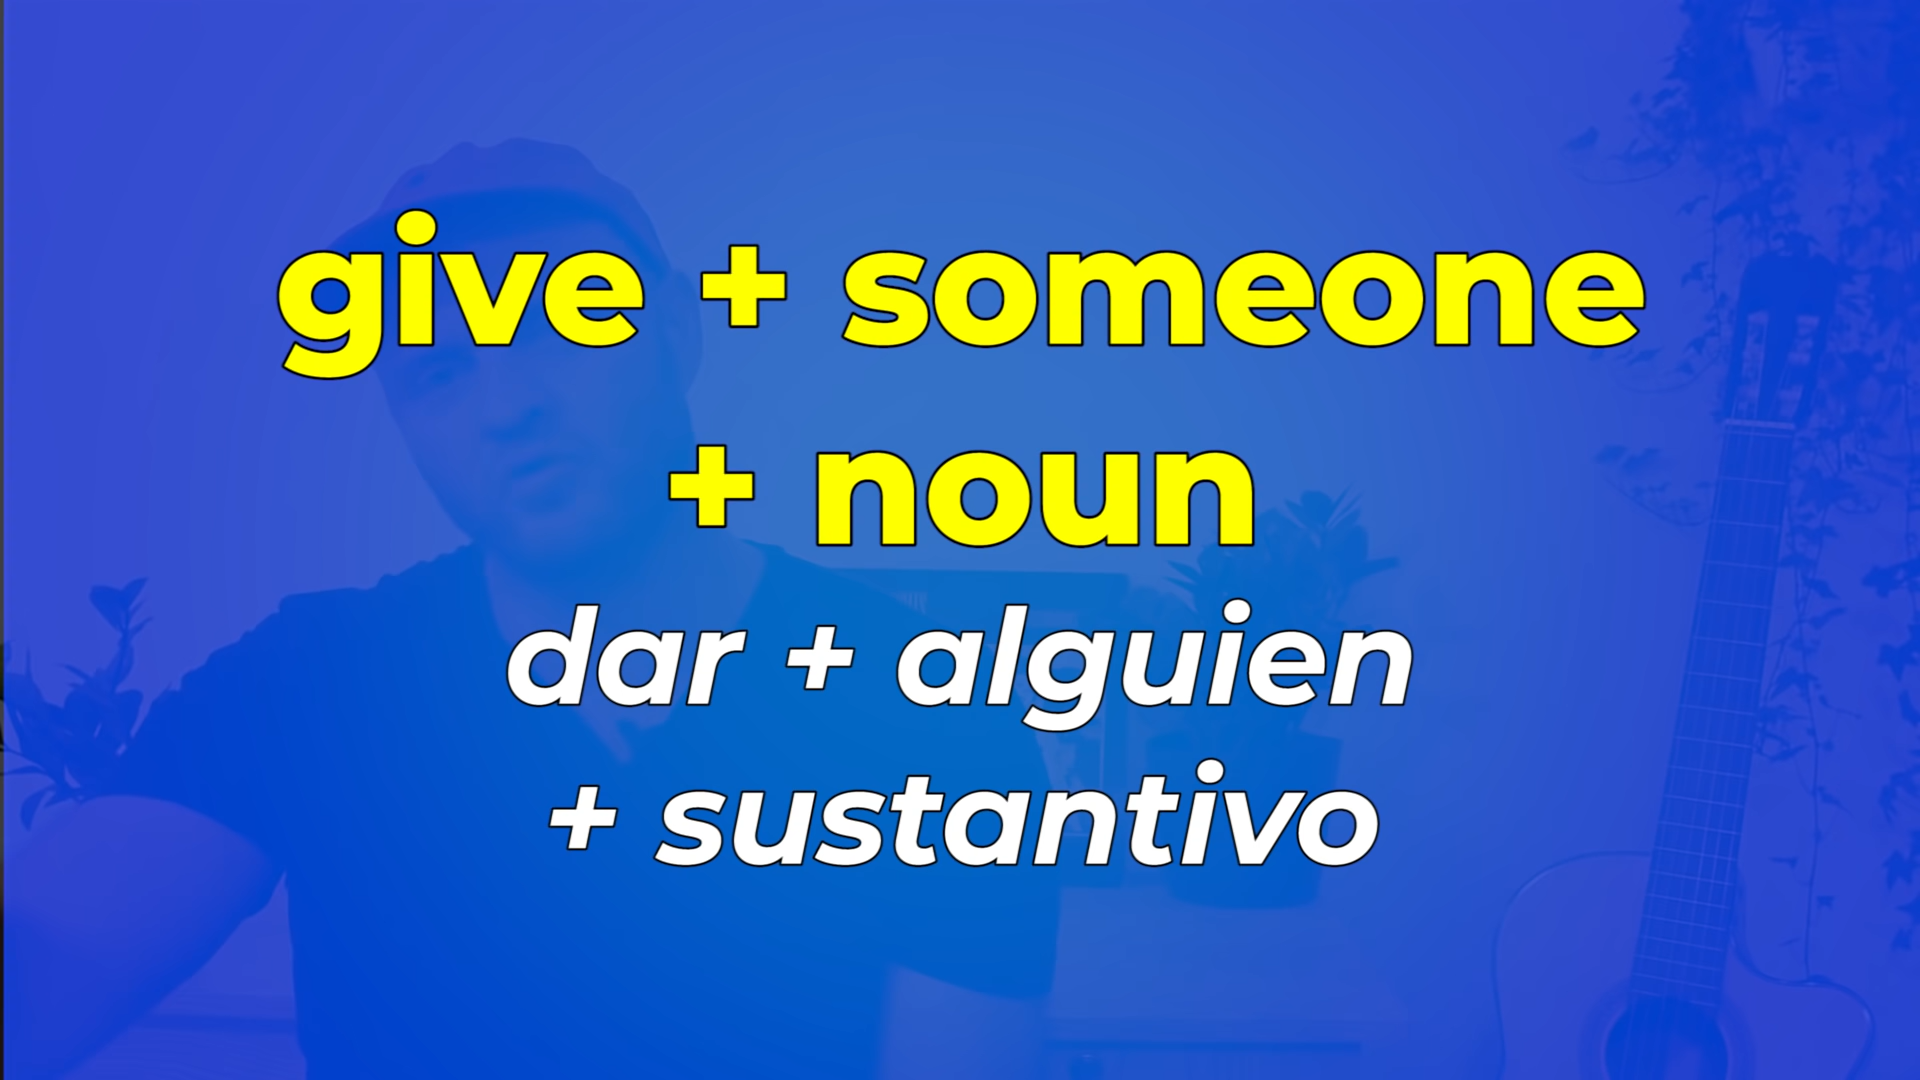 give + someone
+ noun
dar + alguien
+ sustantivo